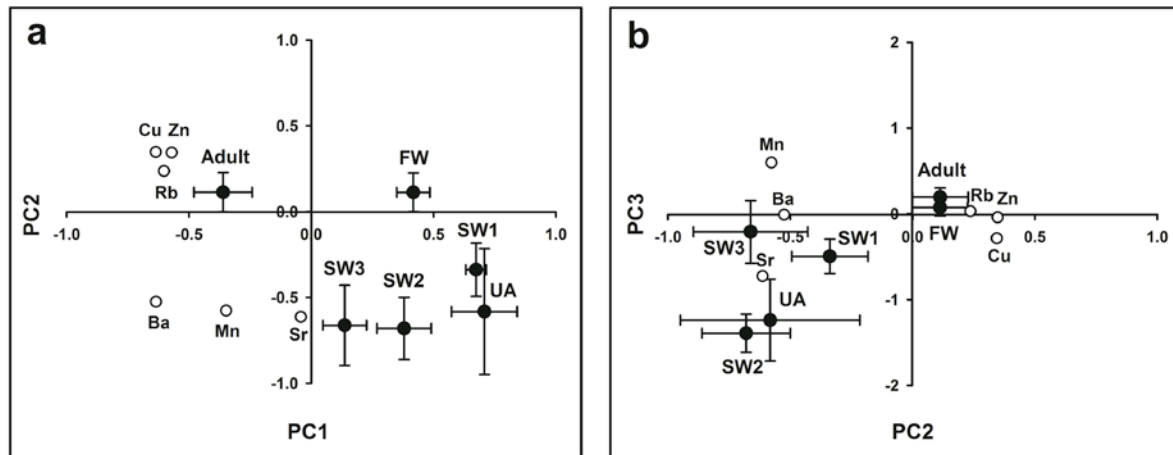 a
1.0
Cu Zn
0.5
Adult
FW
Rb
PC2
0.0
-1.0
-0.5
0.5
1.0
SW1
SW3
SW2
UA
-0.5
Ba
Mn
Sr
-1.0
PC1
b
2
Mn
1
Adult
Ba
Rb
Zn
PC3
0
-1.0
-0.5
0.0
0.5
1.0
SW3
SW1
FW
Cu
Sr
UA
-1
SW2
-2
PC2